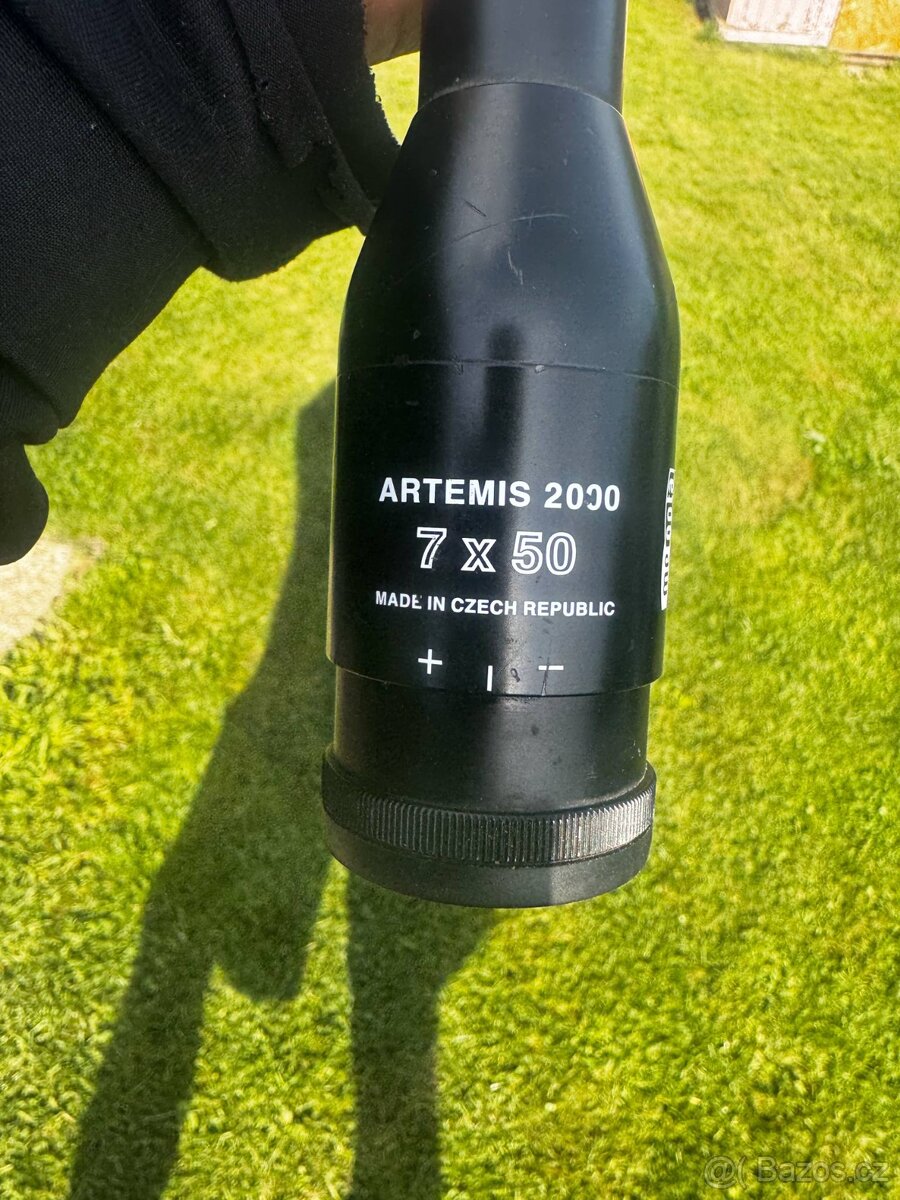 ARTEMIS 2000
7 x 50
MADE IN CZECH REPUBLIC
+ | −
@( Bazos.cz